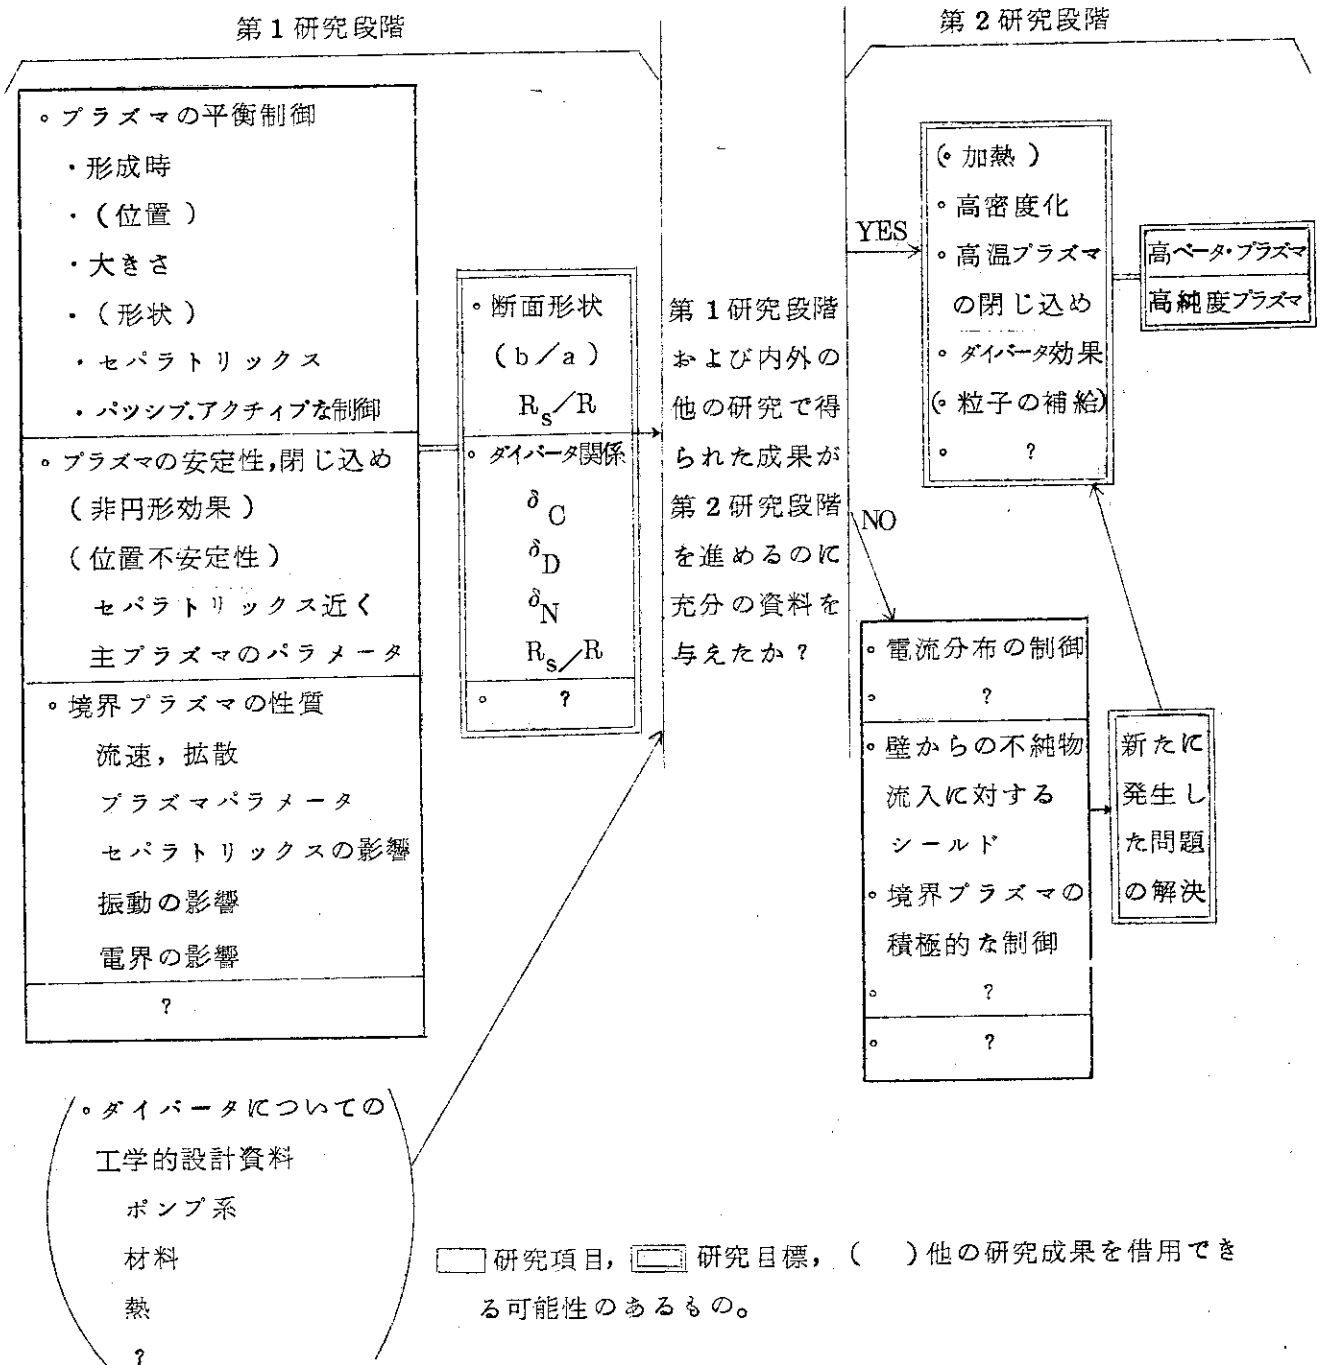 第1研究段階
。プラズマの平衡制御
・形成時
・(位置)
・大きさ
・(形状)
・セパラトリックス
・パッシブ.アクチィブな制御
。プラズマの安定性,閉じ込め
(非円形効果)
(位置不安定性)
セパラトリックス近く
主プラズマのパラメータ
。境界プラズマの性質
流速,拡散
プラズマパラメータ
セパラトリックスの影響
振動の影響
電界の影響
?
。ダイバータについての
工学的設計資料
ポンプ系
材料
熱
?
。断面形状
(b/a)
Rs/R
。ダイバータ関係
δC
δD
δN
Rs/R
。 ?
第1研究段階
および内外の
他の研究で得
られた成果が
第2研究段階
を進めるのに
充分の資料を
与えたか?
第2研究段階
YES
(。加熱)
。高密度化
。高温プラズマ
の閉じ込め
。ダイバータ効果
(。粒子の補給)
。 ?
高ベータ・プラズマ
高純度プラズマ
NO
。電流分布の制御
。 ?
。壁からの不純物
流入に対する
シールド
。境界プラズマの
積極的な制御
。 ?
。 ?
新たに
発生し
た問題
の解決
研究項目, 研究目標, ( )他の研究成果を借用でき
る可能性のあるもの。